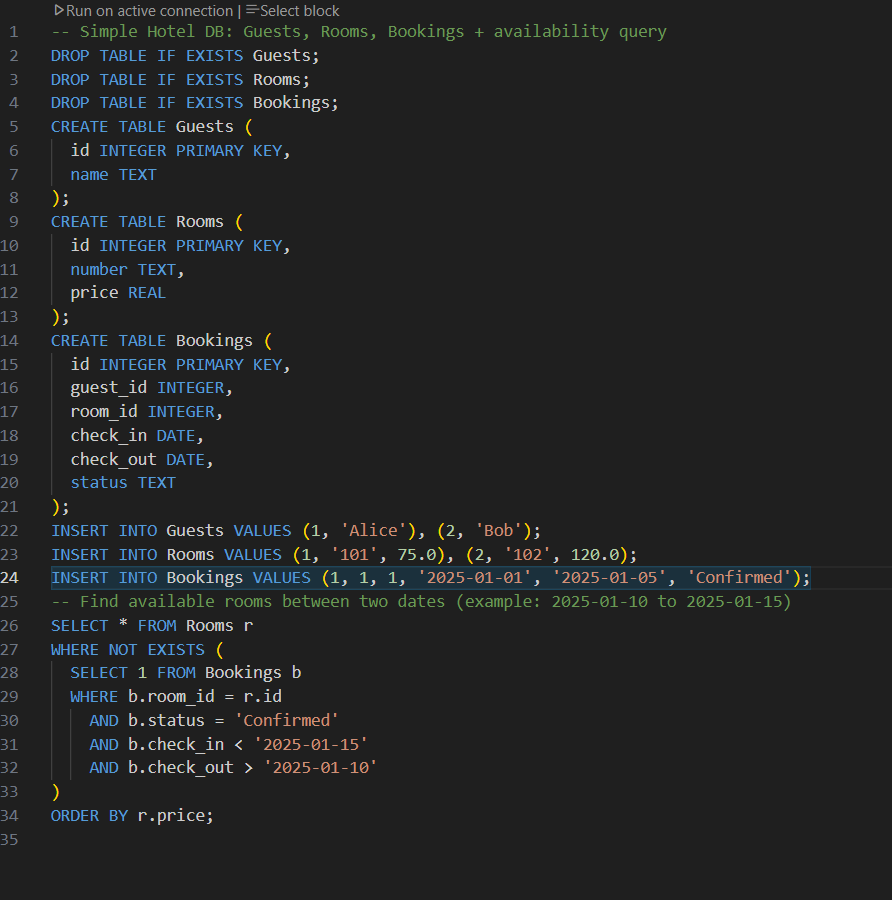 Run on active connection | Select block
1 -- Simple Hotel DB: Guests, Rooms, Bookings + availability query
2 DROP TABLE IF EXISTS Guests;
3 DROP TABLE IF EXISTS Rooms;
4 DROP TABLE IF EXISTS Bookings;
5 CREATE TABLE Guests (
6   id INTEGER PRIMARY KEY,
7   name TEXT
8 );
9 CREATE TABLE Rooms (
10   id INTEGER PRIMARY KEY,
11   number TEXT,
12   price REAL
13 );
14 CREATE TABLE Bookings (
15   id INTEGER PRIMARY KEY,
16   guest_id INTEGER,
17   room_id INTEGER,
18   check_in DATE,
19   check_out DATE,
20   status TEXT
21 );
22 INSERT INTO Guests VALUES (1, 'Alice'), (2, 'Bob');
23 INSERT INTO Rooms VALUES (1, '101', 75.0), (2, '102', 120.0);
24 INSERT INTO Bookings VALUES (1, 1, 1, '2025-01-01', '2025-01-05', 'Confirmed');
25 -- Find available rooms between two dates (example: 2025-01-10 to 2025-01-15)
26 SELECT * FROM Rooms r
27 WHERE NOT EXISTS (
28   SELECT 1 FROM Bookings b
29   WHERE b.room_id = r.id
30     AND b.status = 'Confirmed'
31     AND b.check_in < '2025-01-15'
32     AND b.check_out > '2025-01-10'
33 )
34 ORDER BY r.price;
35